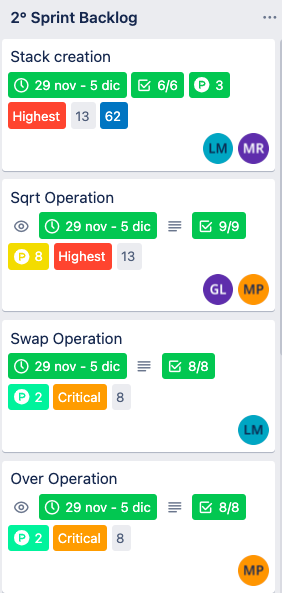 2º Sprint Backlog ...
Stack creation
29 nov - 5 dic 6/6 P 3
Highest 13 62
LM MR
Sqrt Operation
29 nov - 5 dic 9/9
P 8 Highest 13
GL MP
Swap Operation
29 nov - 5 dic 8/8
P 2 Critical 8
LM
Over Operation
29 nov - 5 dic 8/8
P 2 Critical 8
MP